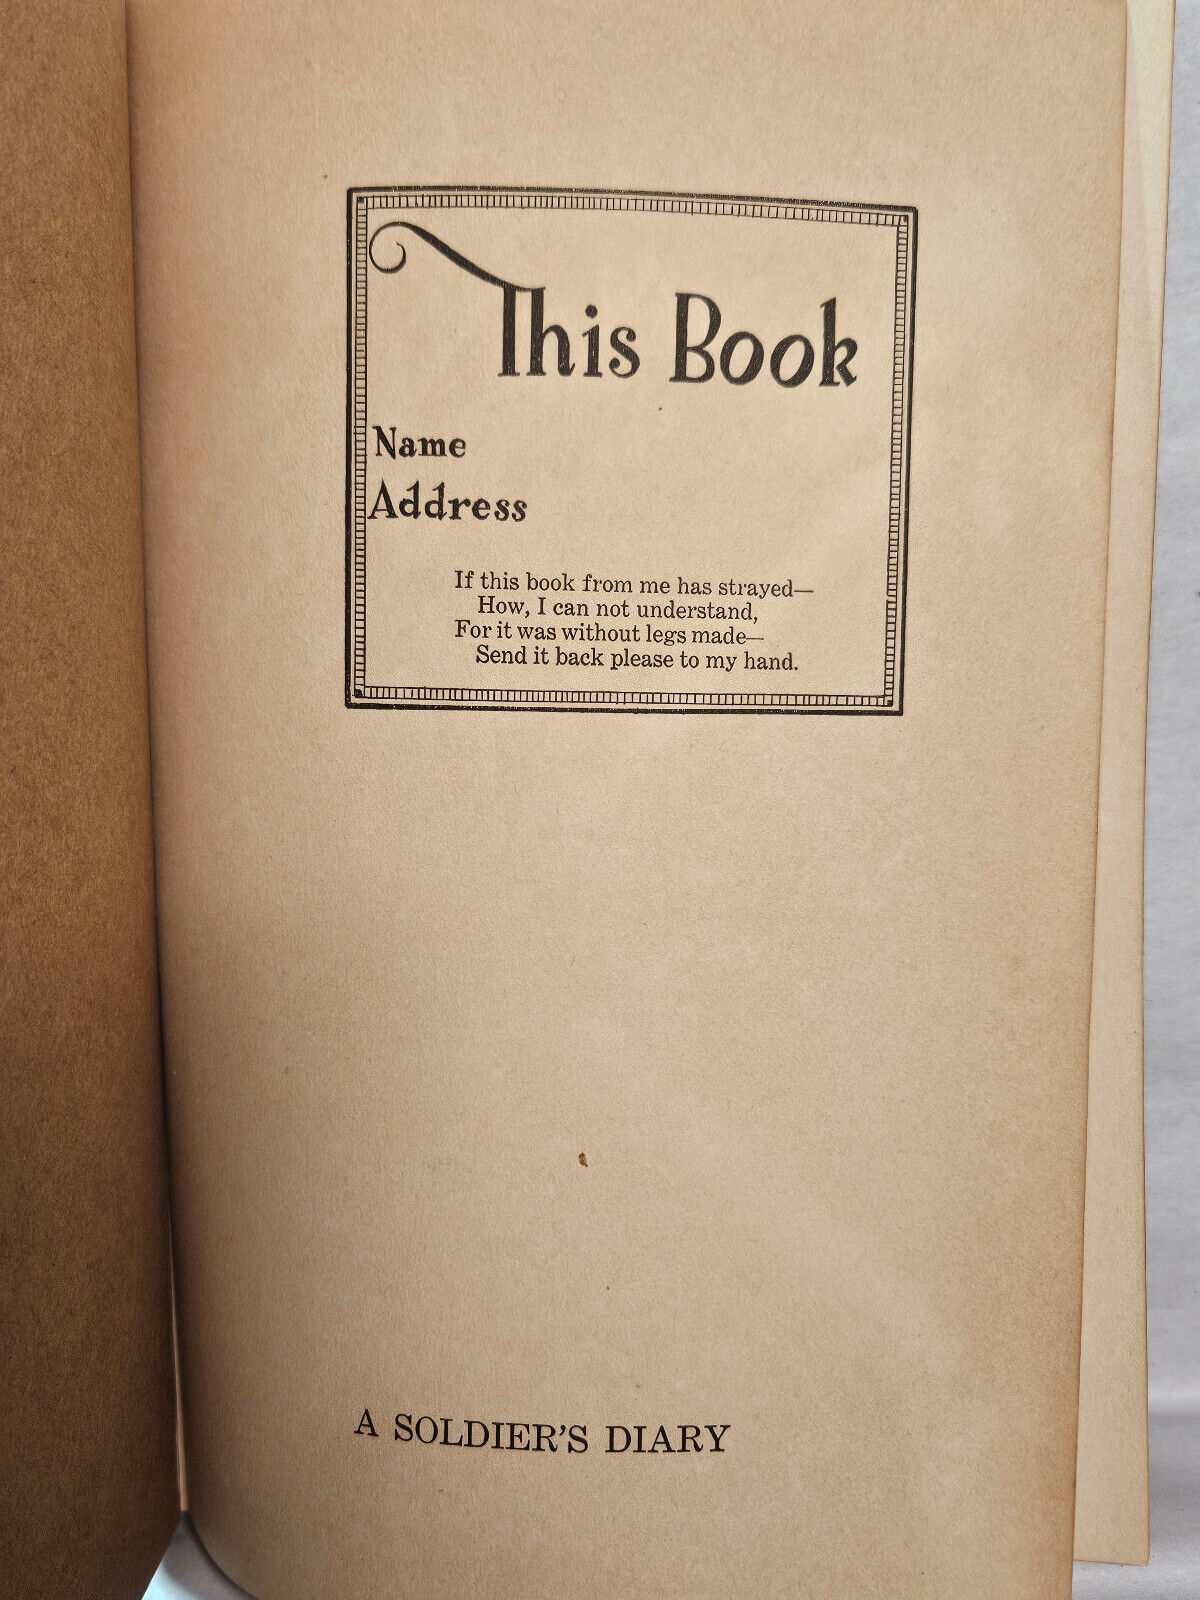 This Book
Name
Address
If this book from me has strayed—
How, I can not understand,
For it was without legs made—
Send it back please to my hand.
A SOLDIER'S DIARY